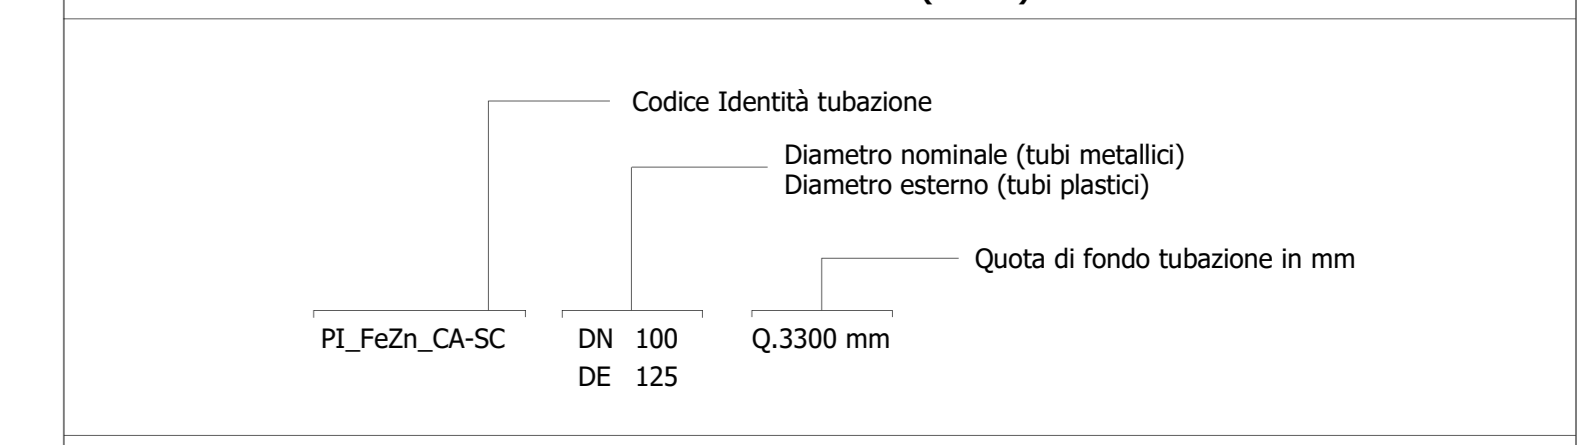 Codice Identità tubazione
Diametro nominale (tubi metallici)
Diametro esterno (tubi plastici)
Quota di fondo tubazione in mm
PI_FeZn_CA-SC DN 100 Q.3300 mm
DE 125